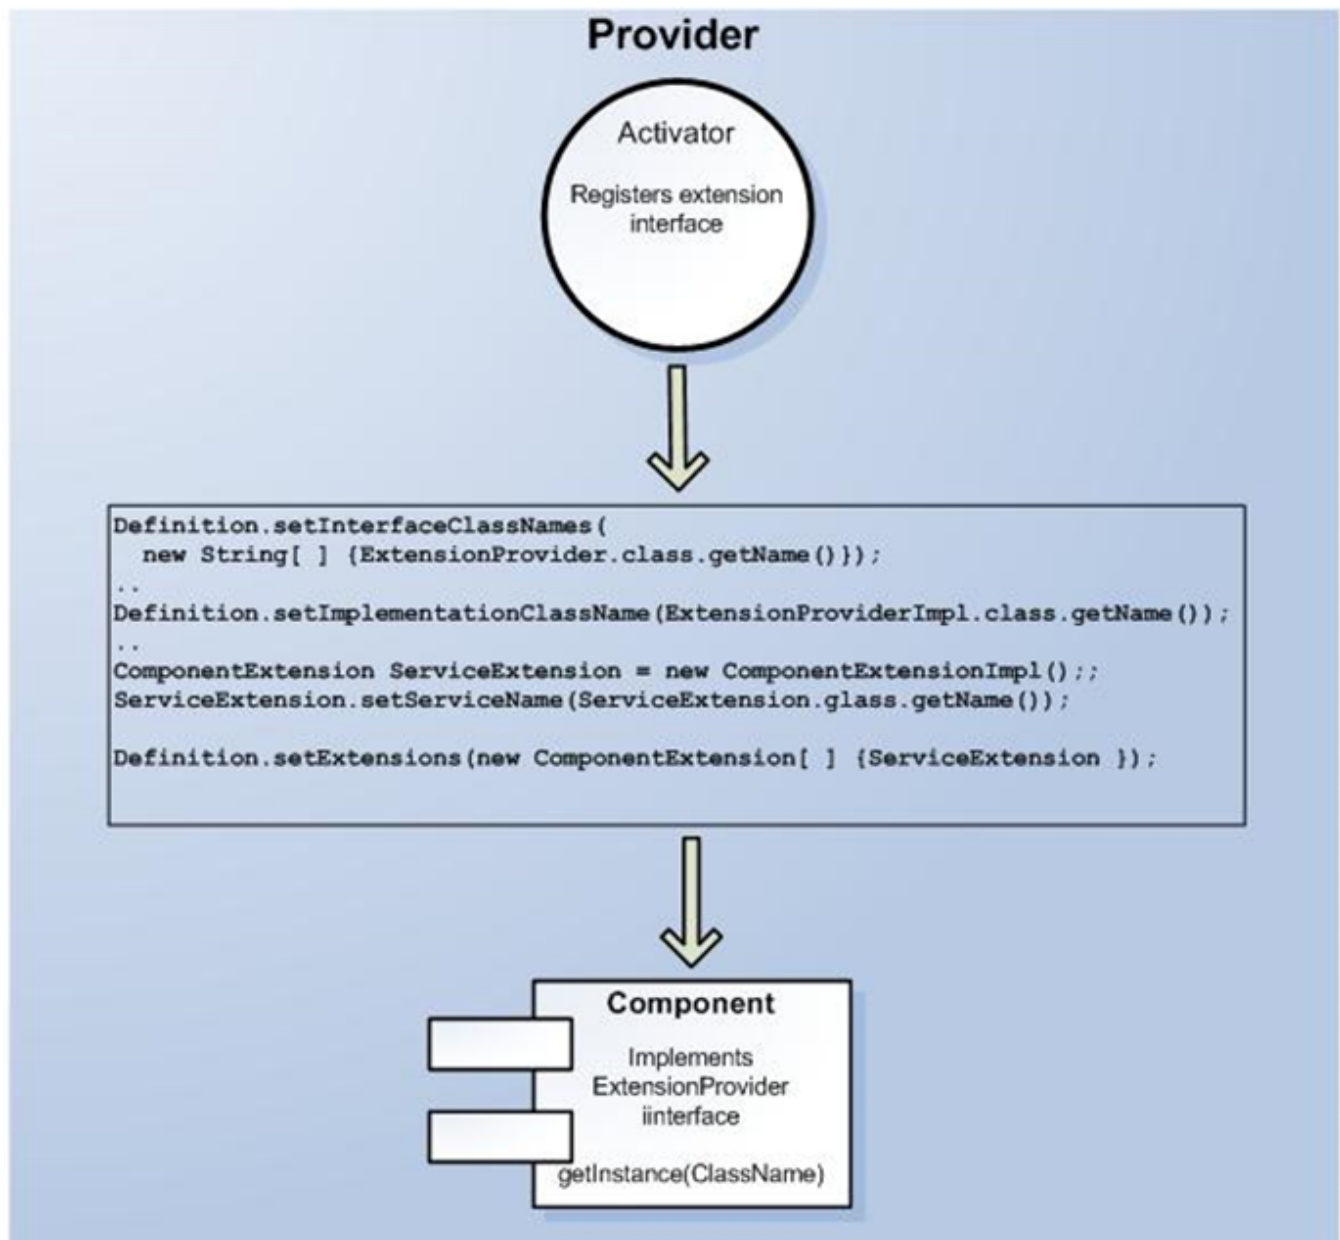 Provider
Activator
Registers extension
interface
Definition.setInterfaceClassNames(
  new String[ ] {ExtensionProvider.class.getName()});
..
Definition.setImplementationClassName(ExtensionProviderImpl.class.getName());
..
ComponentExtension ServiceExtension = new ComponentExtensionImpl();;
ServiceExtension.setServiceName(ServiceExtension.glass.getName());
Definition.setExtensions(new ComponentExtension[ ] {ServiceExtension });
Component
Implements
ExtensionProvider
iinterface
getInstance(ClassName)